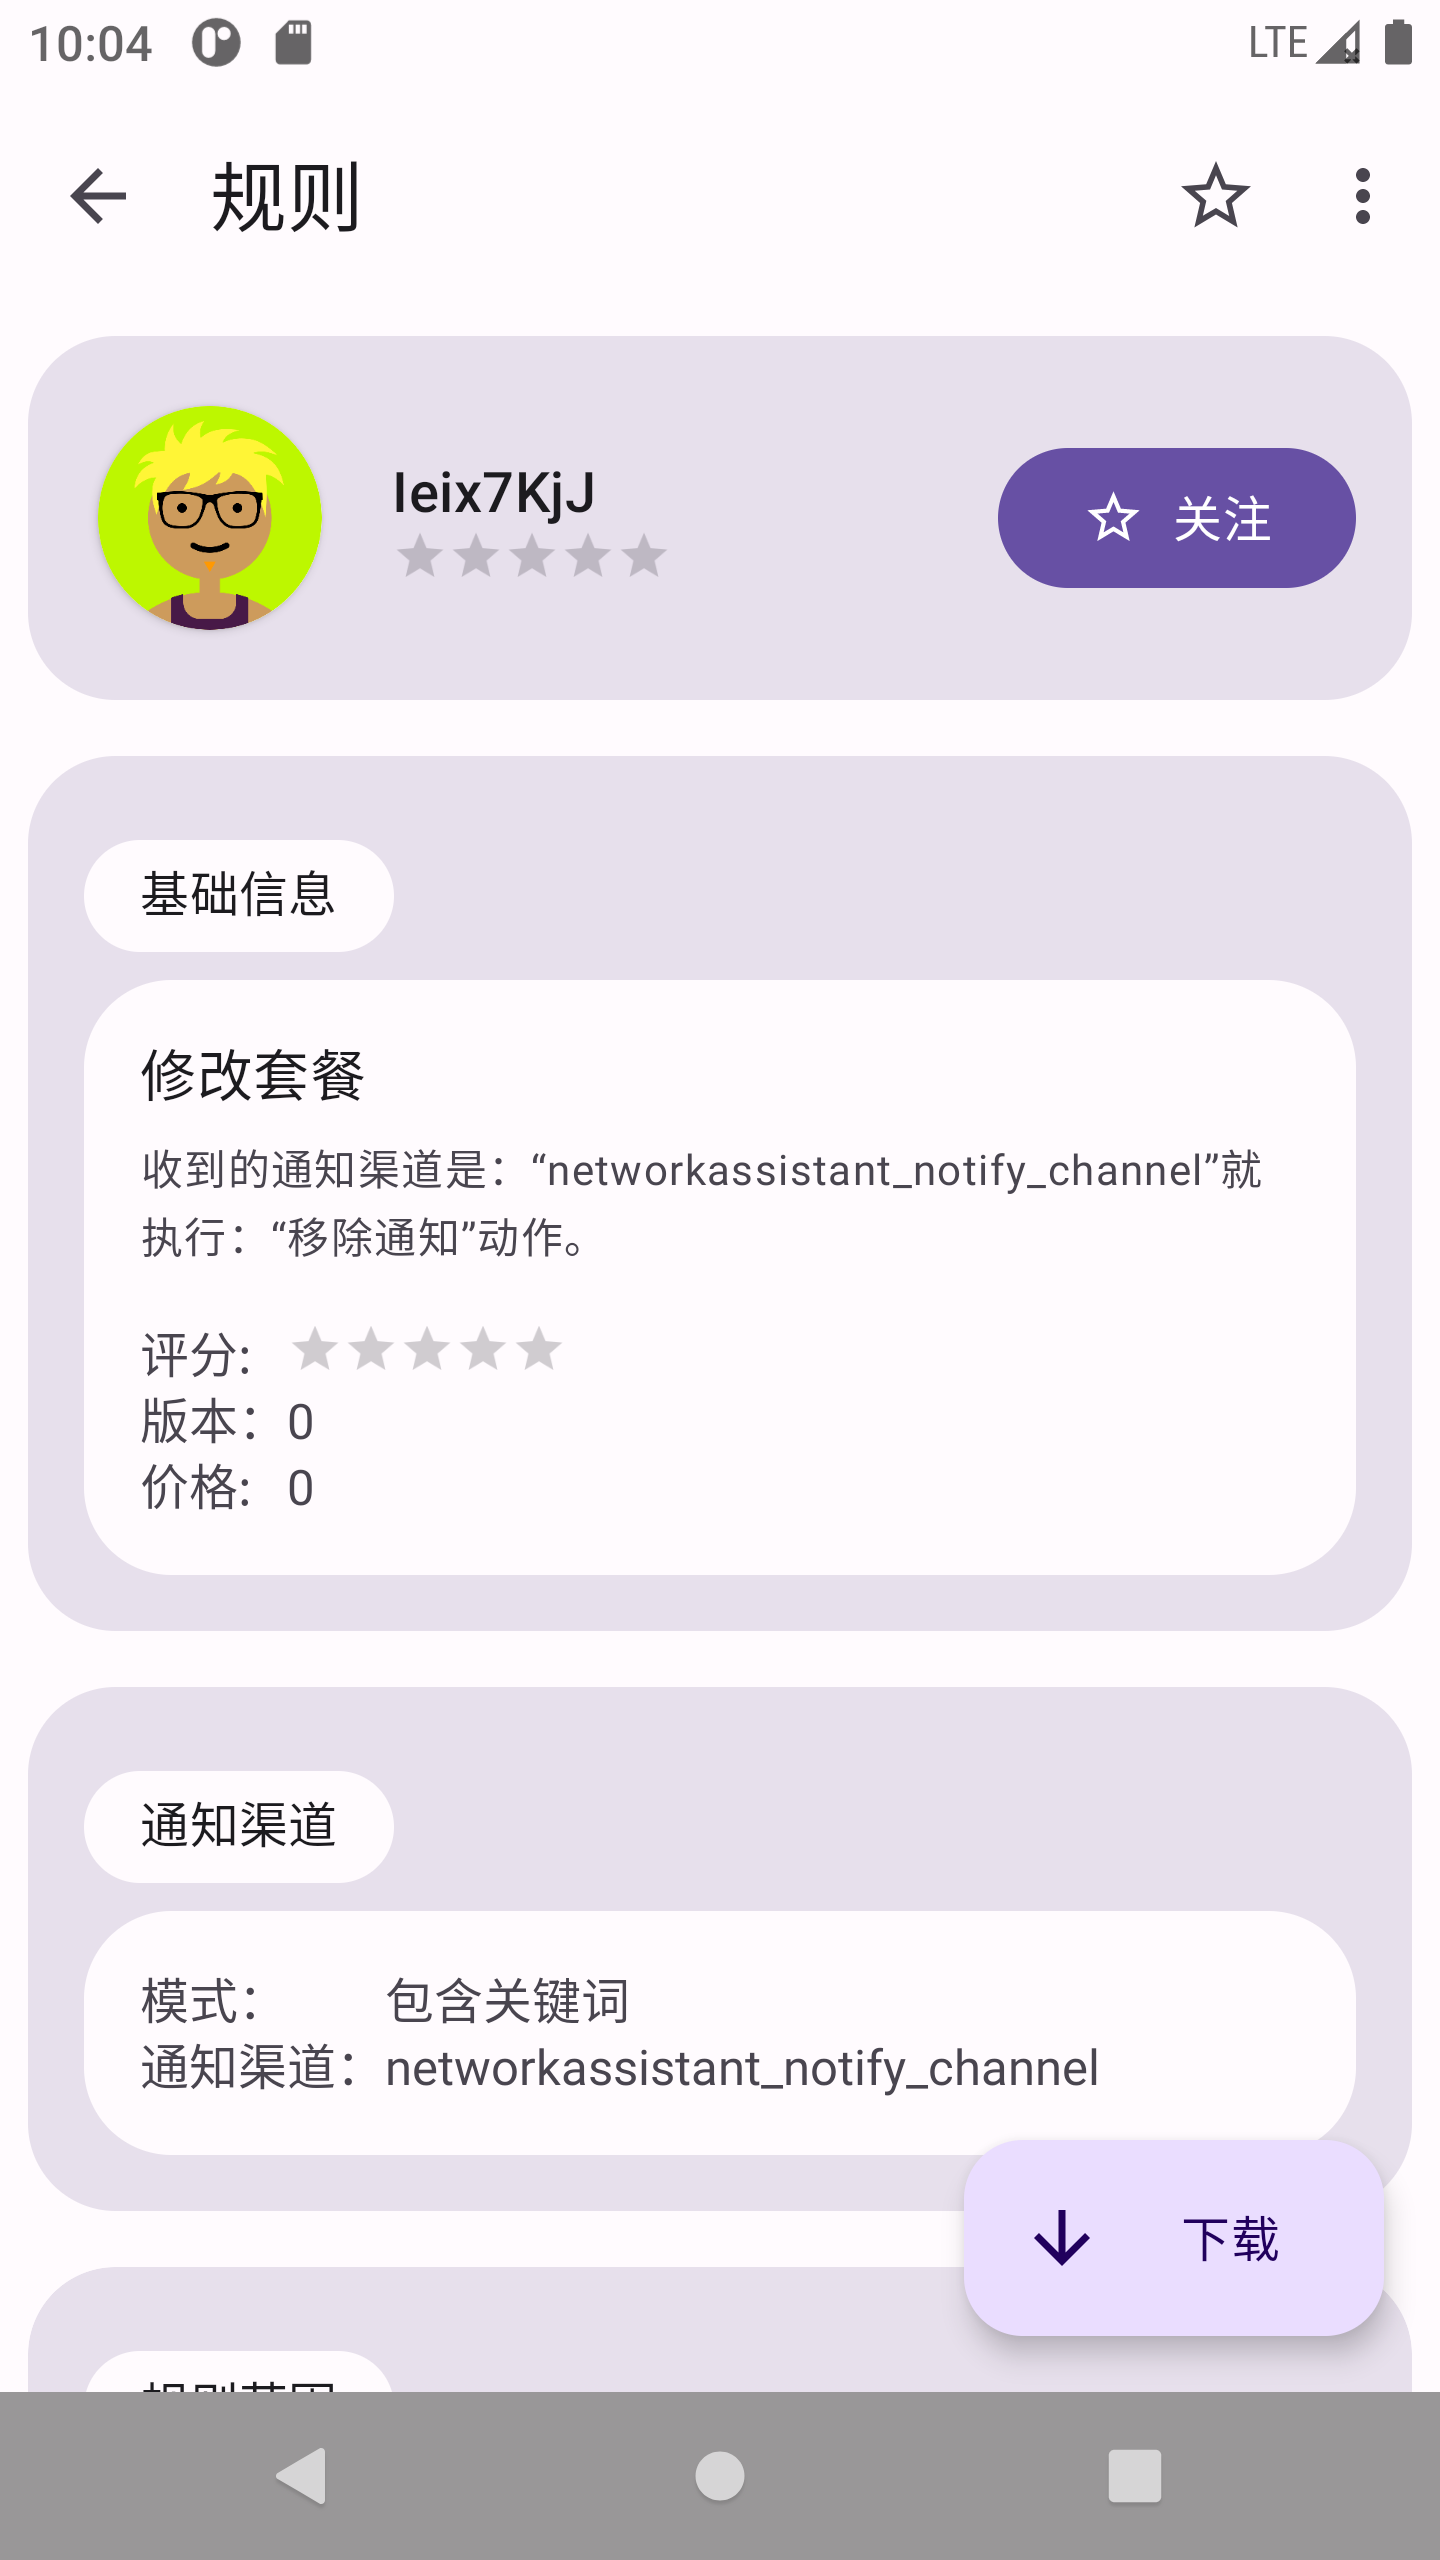 10:04
LTE
规则
Ieix7KjJ
关注
基础信息
修改套餐
收到的通知渠道是：“networkassistant_notify_channel”就
执行：“移除通知”动作。
评分:
版本：0
价格: 0
通知渠道
模式： 包含关键词
通知渠道：networkassistant_notify_channel
下载